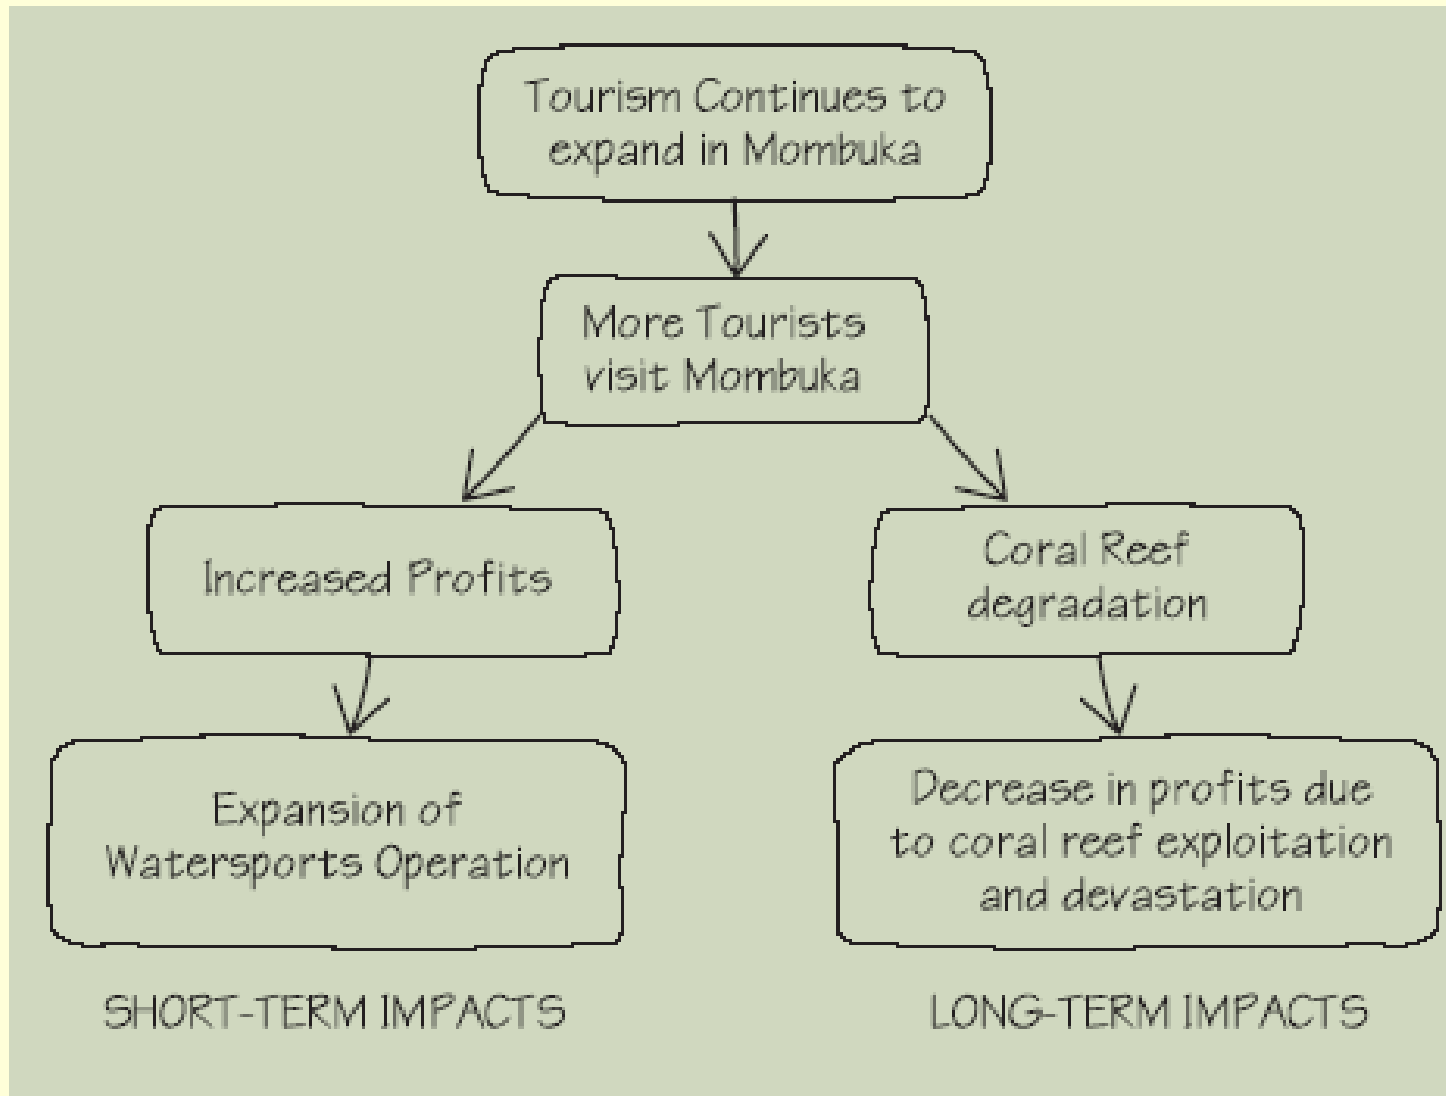 Tourism Continues to
expand in Mombuka
More Tourists
visit Mombuka
Increased Profits
Coral Reef
degradation
Expansion of
Watersports Operation
Decrease in profits due
to coral reef exploitation
and devastation
SHORT-TERM IMPACTS
LONG-TERM IMPACTS